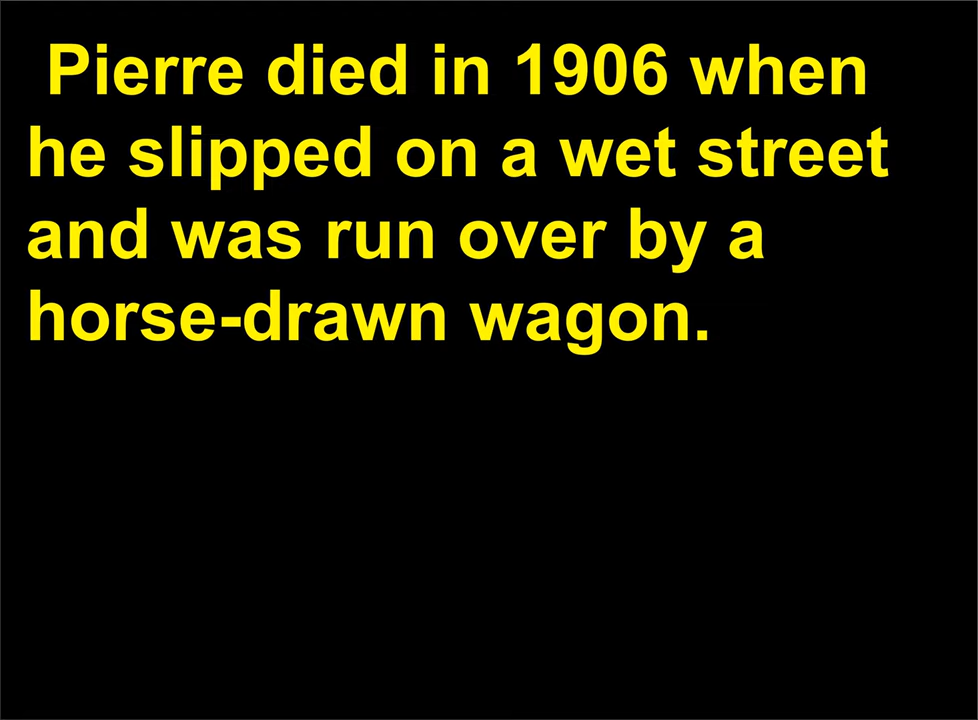 Pierre died in 1906 when
he slipped on a wet street
and was run over by a
horse-drawn wagon.